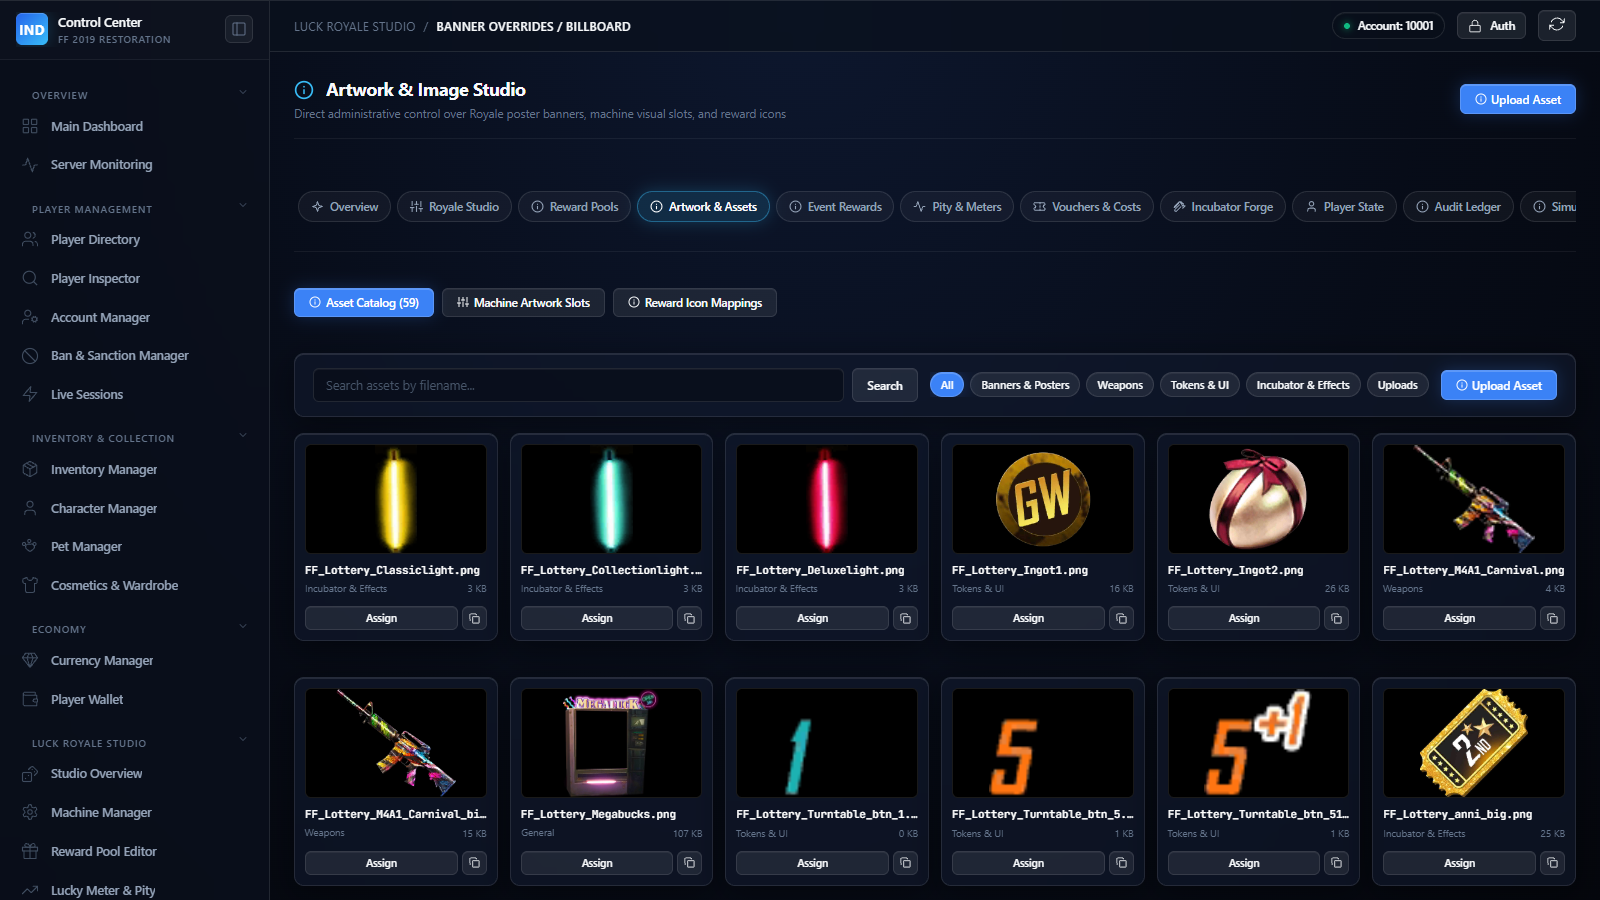 IND
Control Center
FF 2019 RESTORATION
LUCK ROYALE STUDIO / BANNER OVERRIDES / BILLBOARD
Account: 10001
Auth
OVERVIEW
Main Dashboard
Server Monitoring
PLAYER MANAGEMENT
Player Directory
Player Inspector
Account Manager
Ban & Sanction Manager
Live Sessions
INVENTORY & COLLECTION
Inventory Manager
Character Manager
Pet Manager
Cosmetics & Wardrobe
ECONOMY
Currency Manager
Player Wallet
LUCK ROYALE STUDIO
Studio Overview
Machine Manager
Reward Pool Editor
Lucky Meter & Pity
Artwork & Image Studio
Direct administrative control over Royale poster banners, machine visual slots, and reward icons
Upload Asset
Overview
Royale Studio
Reward Pools
Artwork & Assets
Event Rewards
Pity & Meters
Vouchers & Costs
Incubator Forge
Player State
Audit Ledger
Simu
Asset Catalog (59)
Machine Artwork Slots
Reward Icon Mappings
Search assets by filename...
Search
All
Banners & Posters
Weapons
Tokens & UI
Incubator & Effects
Uploads
Upload Asset
FF_Lottery_Classiclight.png
Incubator & Effects 3 KB
Assign
FF_Lottery_Collectionlight....
Incubator & Effects 3 KB
Assign
FF_Lottery_Deluxelight.png
Incubator & Effects 3 KB
Assign
GW
FF_Lottery_Ingot1.png
Tokens & UI 16 KB
Assign
FF_Lottery_Ingot2.png
Tokens & UI 26 KB
Assign
FF_Lottery_M4A1_Carnival.png
Weapons 4 KB
Assign
FF_Lottery_M4A1_Carnival_bi...
Weapons 15 KB
Assign
MEGABUCK
FF_Lottery_Megabucks.png
General 107 KB
Assign
1
FF_Lottery_Turntable_btn_1....
Tokens & UI 0 KB
Assign
5
FF_Lottery_Turntable_btn_5....
Tokens & UI 1 KB
Assign
5+1
FF_Lottery_Turntable_btn_51...
Tokens & UI 1 KB
Assign
2ND
FF_Lottery_anni_big.png
Incubator & Effects 25 KB
Assign